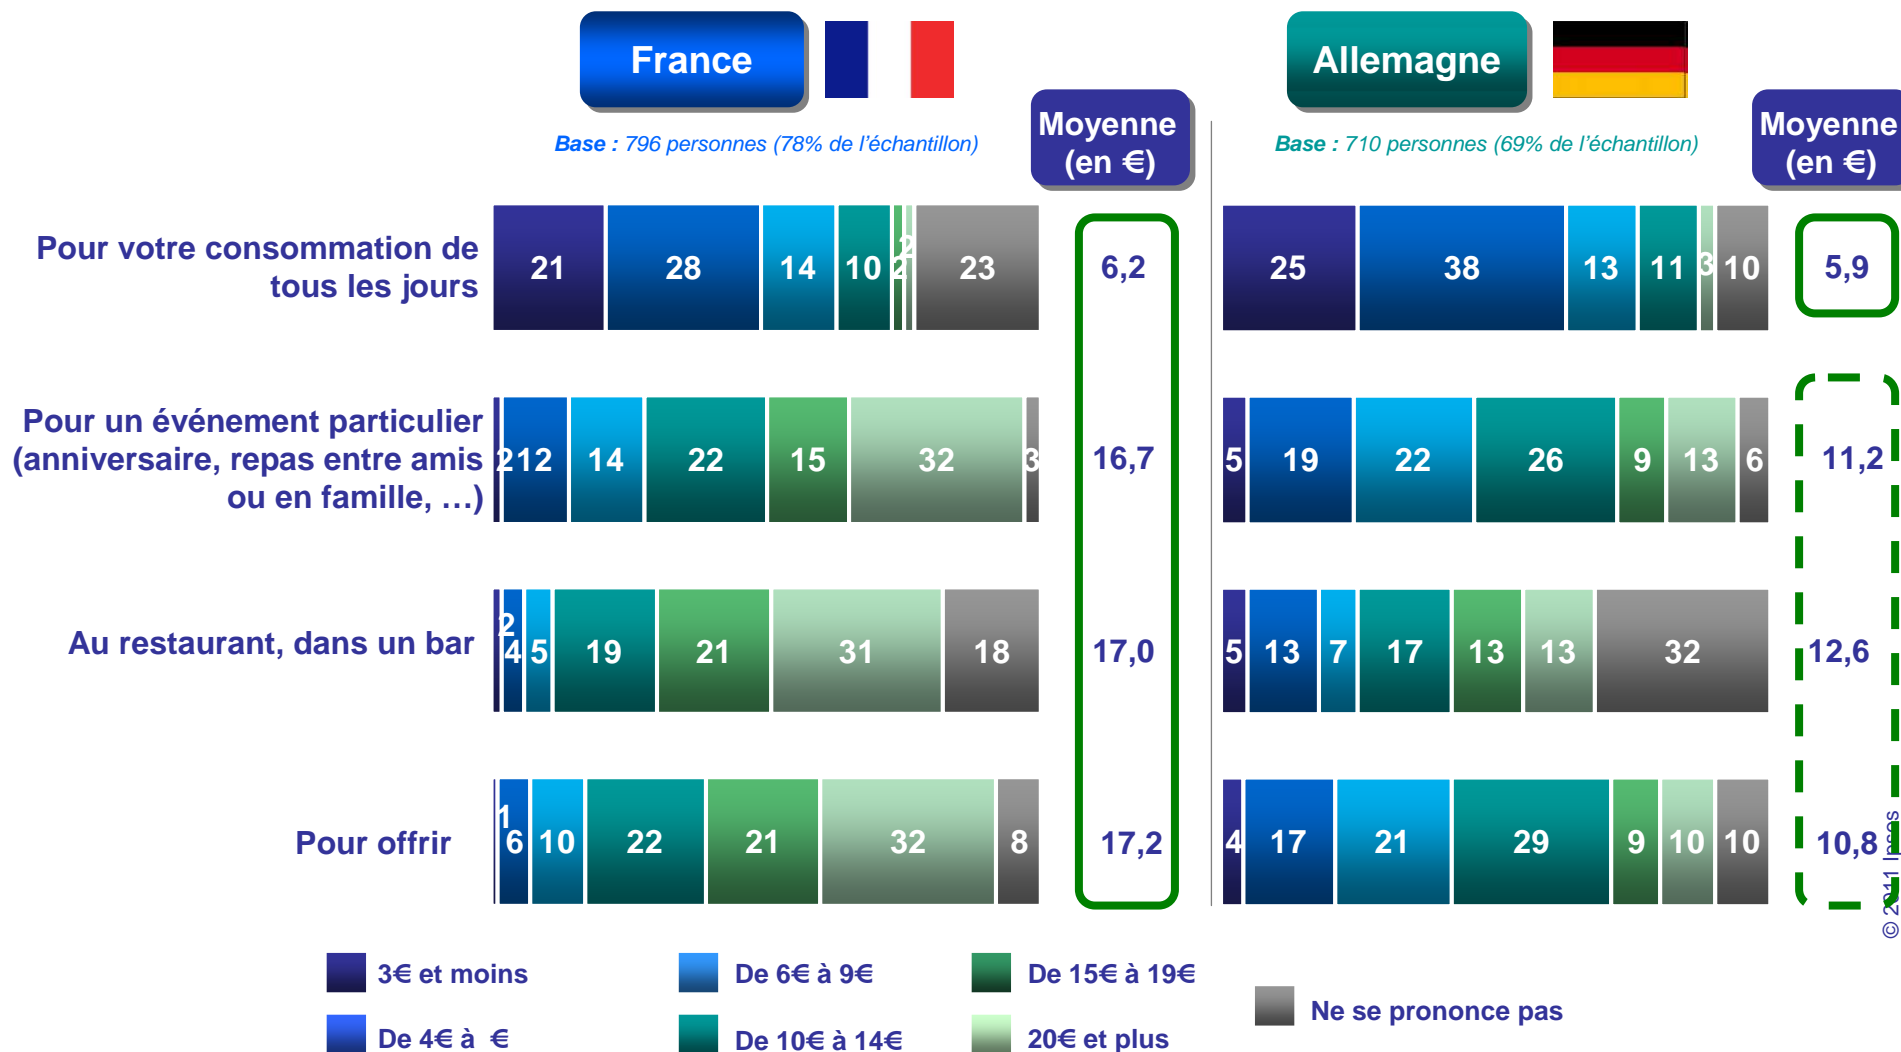 France
Allemagne
Base : 796 personnes (78% de l'échantillon)
Moyenne
(en €)
Base : 710 personnes (69% de l'échantillon)
Moyenne
(en €)
Pour votre consommation de
tous les jours
21 28 14 10 2 2 23
6,2
25 38 13 11 3 10
5,9
Pour un événement particulier
(anniversaire, repas entre amis
ou en famille, …)
2 12 14 22 15 32 3
16,7
5 19 22 26 9 13 6
11,2
Au restaurant, dans un bar
2 4 5 19 21 31 18
17,0
5 13 7 17 13 13 32
12,6
Pour offrir
1 6 10 22 21 32 8
17,2
4 17 21 29 9 10 10
10,8
© 2011 Ipsos
3€ et moins
De 6€ à 9€
De 15€ à 19€
Ne se prononce pas
De 4€ à €
De 10€ à 14€
20€ et plus